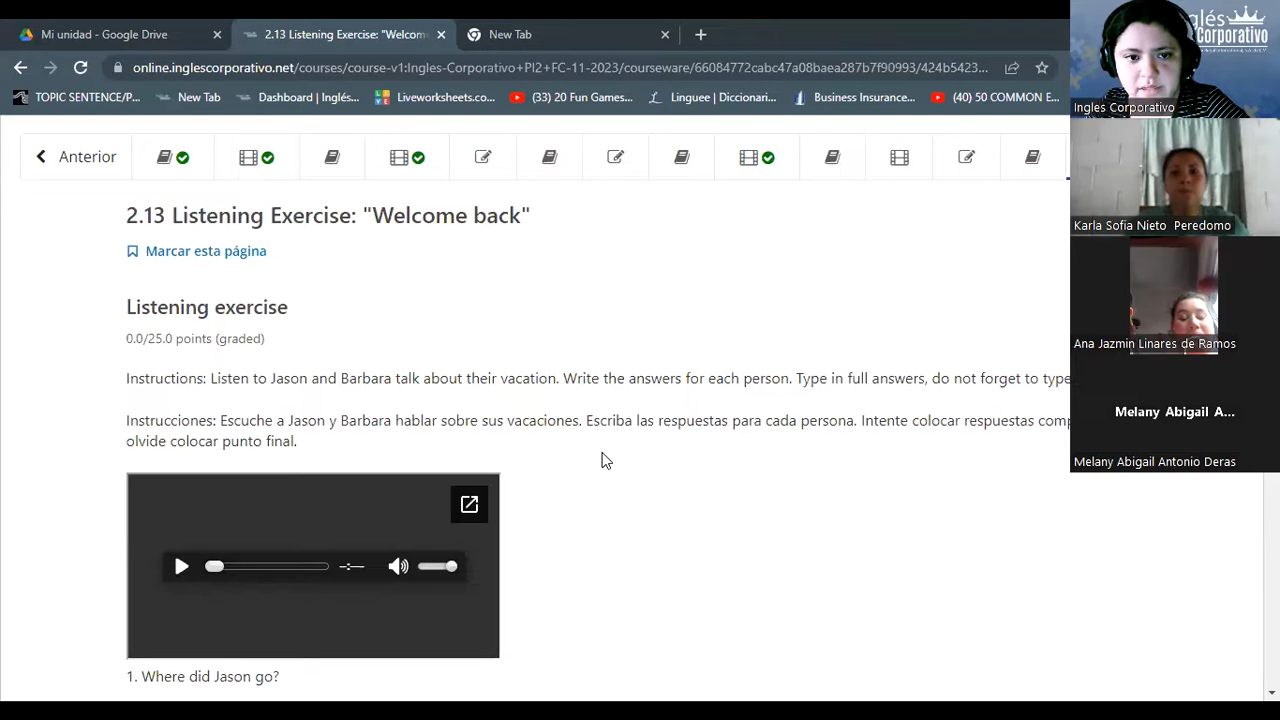 Mi unidad - Google Drive
2.13 Listening Exercise: "Welcom
New Tab
online.inglescorporativo.net/courses/course-v1:Ingles_Corporativo+PI2+FC-11-2023/courseware/66084772cabc47a08baea287b7f90993/424b5423...
TOPIC SENTENCE/P...
New Tab
Dashboard | Inglés...
Liveworksheets.co...
(33) 20 Fun Games...
Linguee | Diccionari...
Business Insurance...
(40) 50 COMMON E...
Anterior
2.13 Listening Exercise: "Welcome back"
Marcar esta página
Listening exercise
0.0/25.0 points (graded)
Instructions: Listen to Jason and Barbara talk about their vacation. Write the answers for each person. Type in full answers, do not forget to type
Instrucciones: Escuche a Jason y Barbara hablar sobre sus vacaciones. Escriba las respuestas para cada persona. Intente colocar respuestas comp
olvide colocar punto final.
1. Where did Jason go?
glés
Corporativo
Ingles Corporativo
Karla Sofía Nieto Peredomo
Ana Jazmin Linares de Ramos
Melany Abigail A...
Melany Abigail Antonio Deras